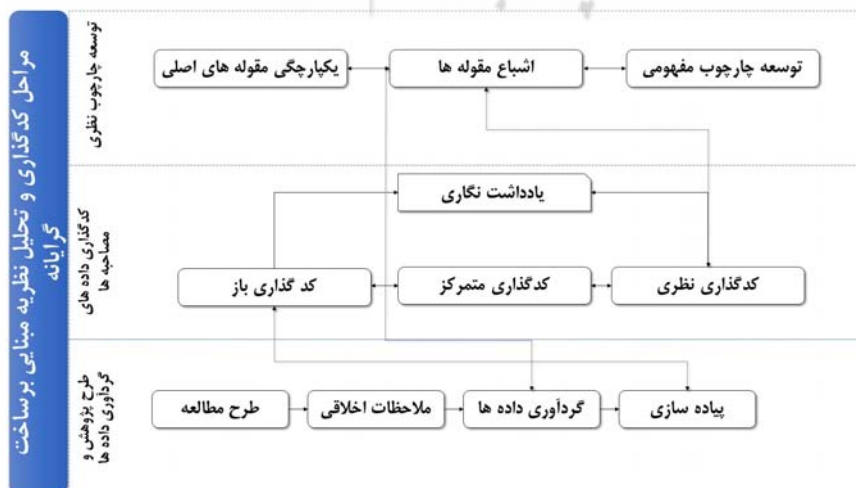 مراحل کدگذاری و تحلیل نظریه مبنایی برساخت
گرایانه
توسعه چارچوب نظری
یکپارچگی مقوله های اصلی
اشباع مقوله ها
توسعه چارچوب مفهومی
کدگذاری داده های
مصاحبه ها
یادداشت نگاری
کد گذاری باز
کدگذاری متمرکز
کدگذاری نظری
طرح پژوهش و
گردآوری داده ها
طرح مطالعه
ملاحظات اخلاقی
گردآوری داده ها
پیاده سازی